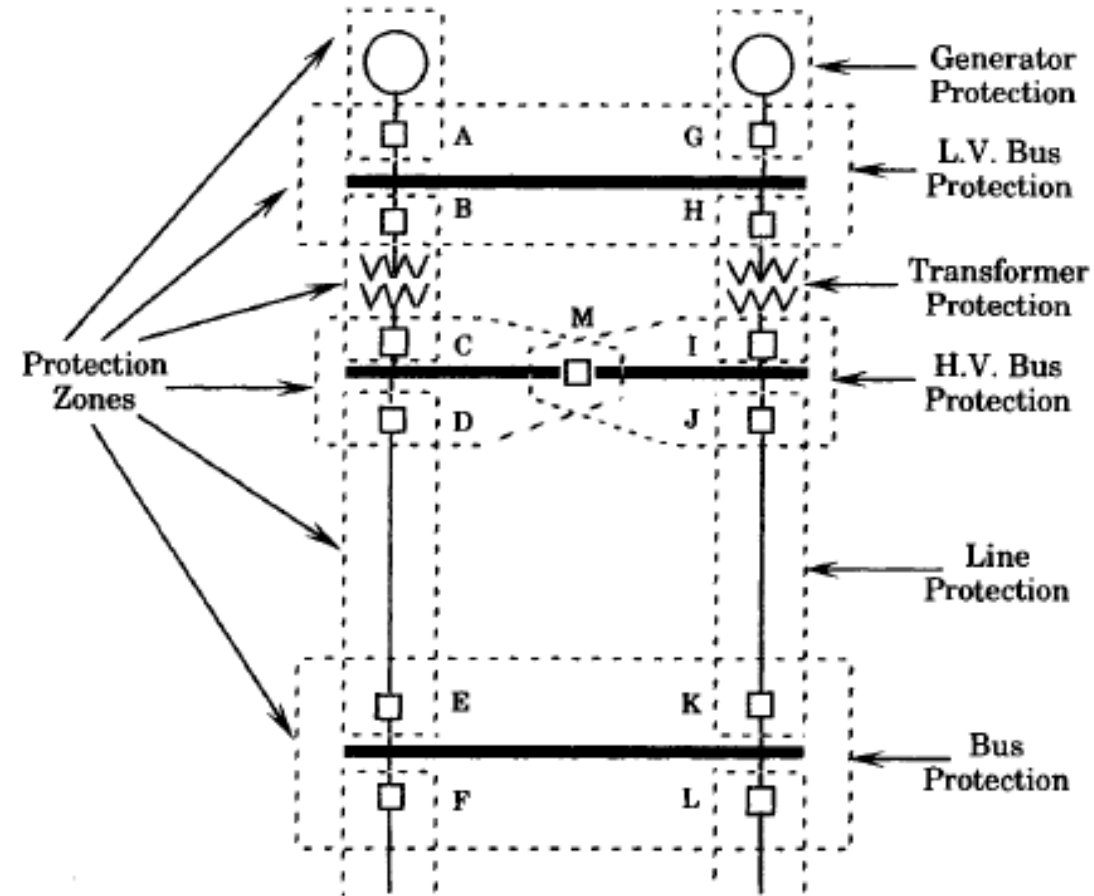 Generator
Protection
A
G
L.V. Bus
Protection
B
H
Transformer
Protection
M
C
I
Protection
Zones
H.V. Bus
Protection
D
J
Line
Protection
E
K
Bus
Protection
F
L